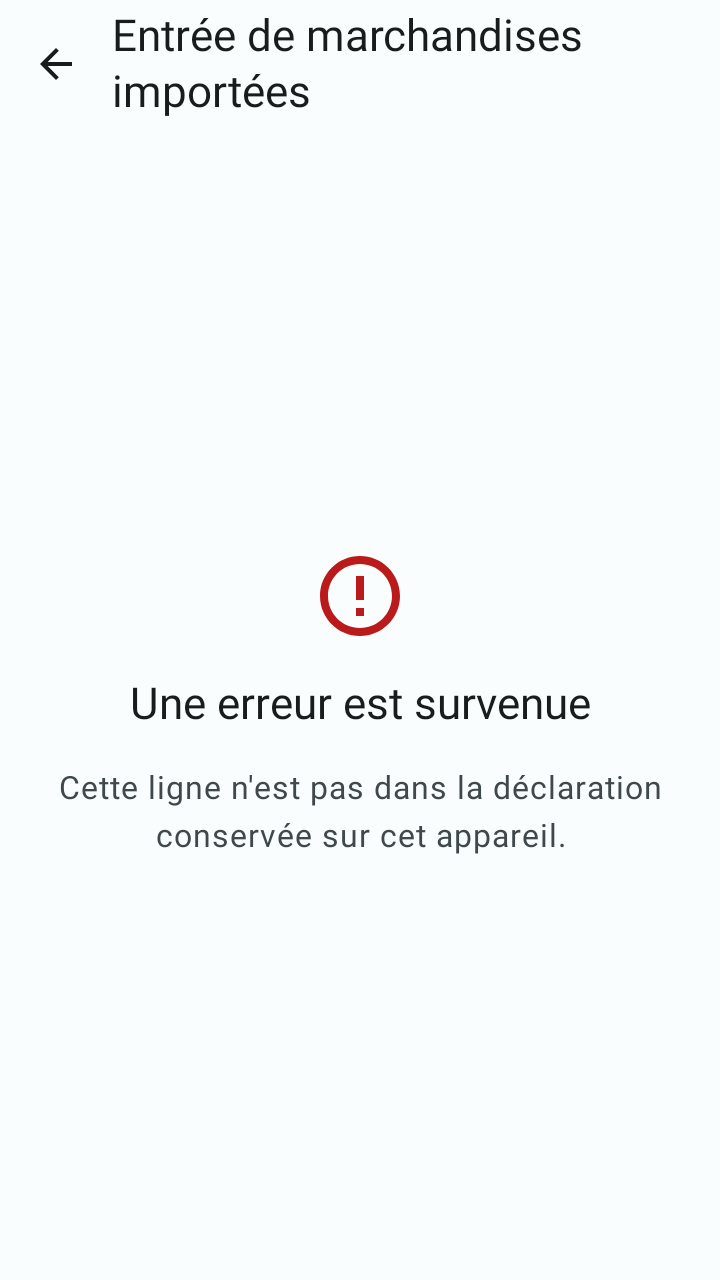 Entrée de marchandises
importées
Une erreur est survenue
Cette ligne n'est pas dans la déclaration
conservée sur cet appareil.